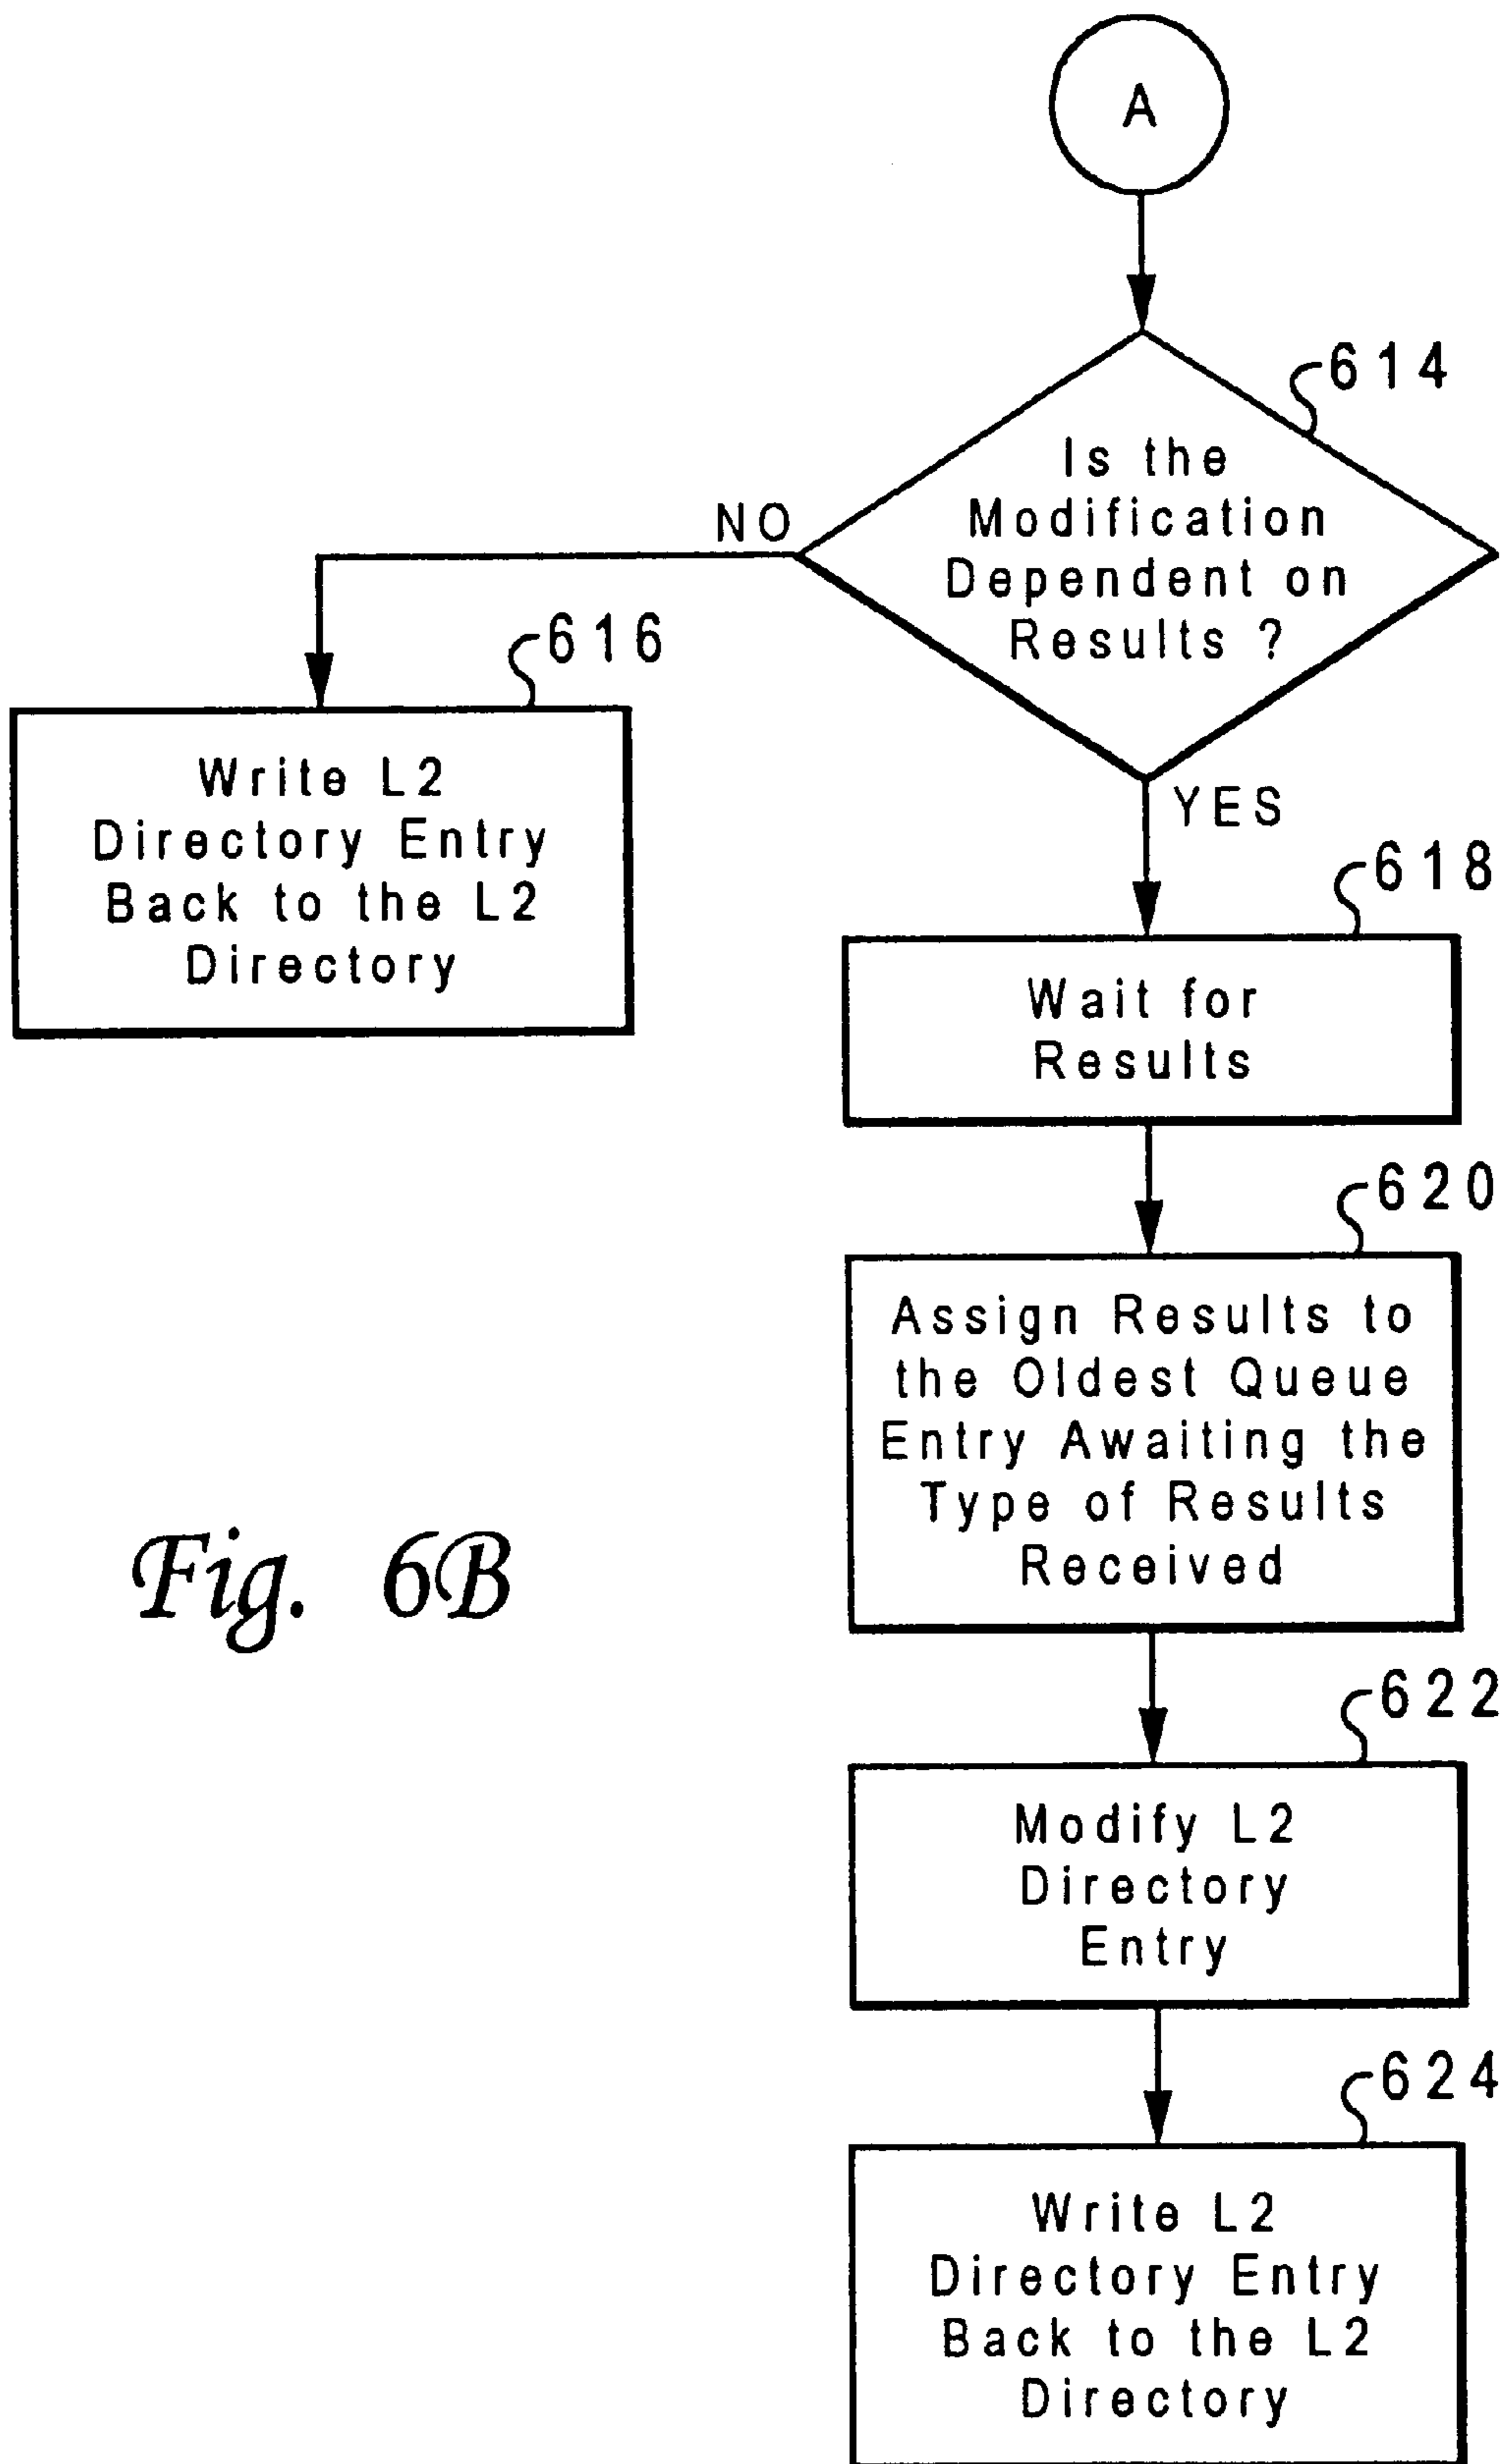 A
614
Is the
Modification
Dependent on
Results ?
NO
616
Write L2
Directory Entry
Back to the L2
Directory
YES
618
Wait for
Results
620
Assign Results to
the Oldest Queue
Entry Awaiting the
Type of Results
Received
622
Modify L2
Directory
Entry
624
Write L2
Directory Entry
Back to the L2
Directory
Fig. 6B